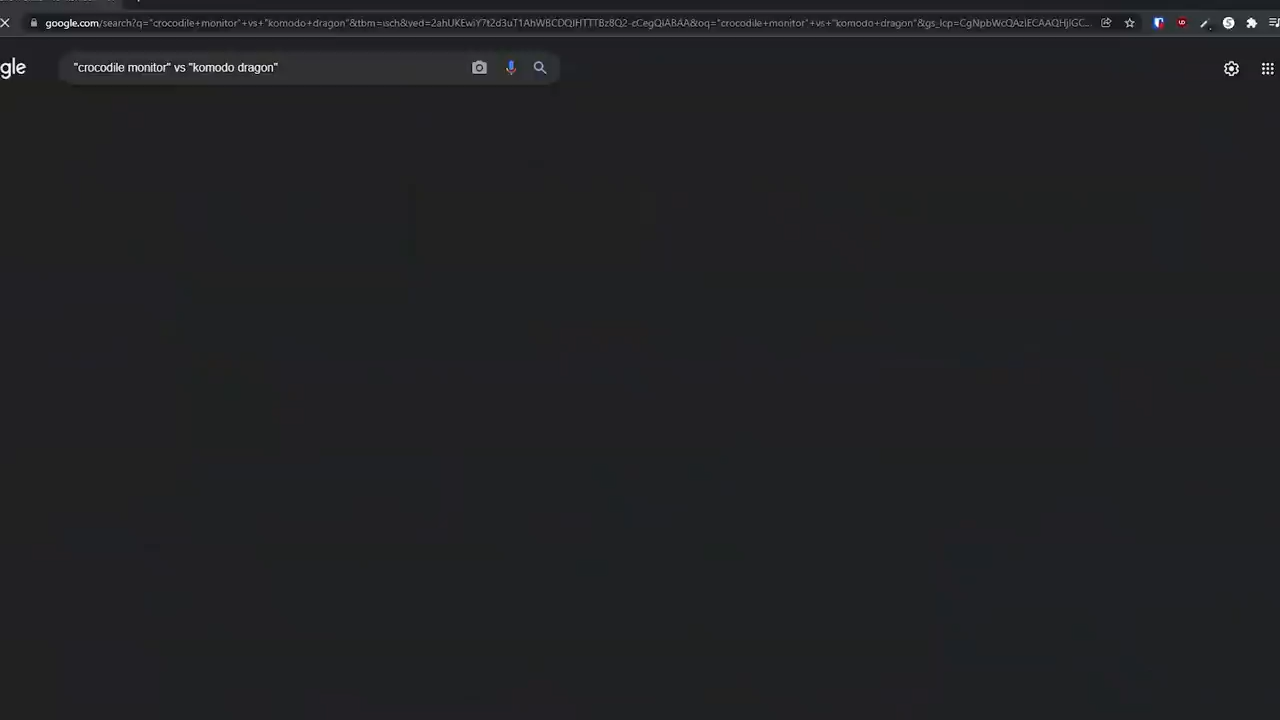 google.com/search?q="crocodile+monitor"+vs+"komodo+dragon"&tbm=isch&ved=2ahUKEwiY7t2d3uT1AhWBCDQIHTTTBz8Q2-cCegQIABAA&oq="crocodile+monitor"+vs+"komodo+dragon"&gs_lcp=CgNpbWcQAzIECAAQHjIGC...
gle "crocodile monitor" vs "komodo dragon"